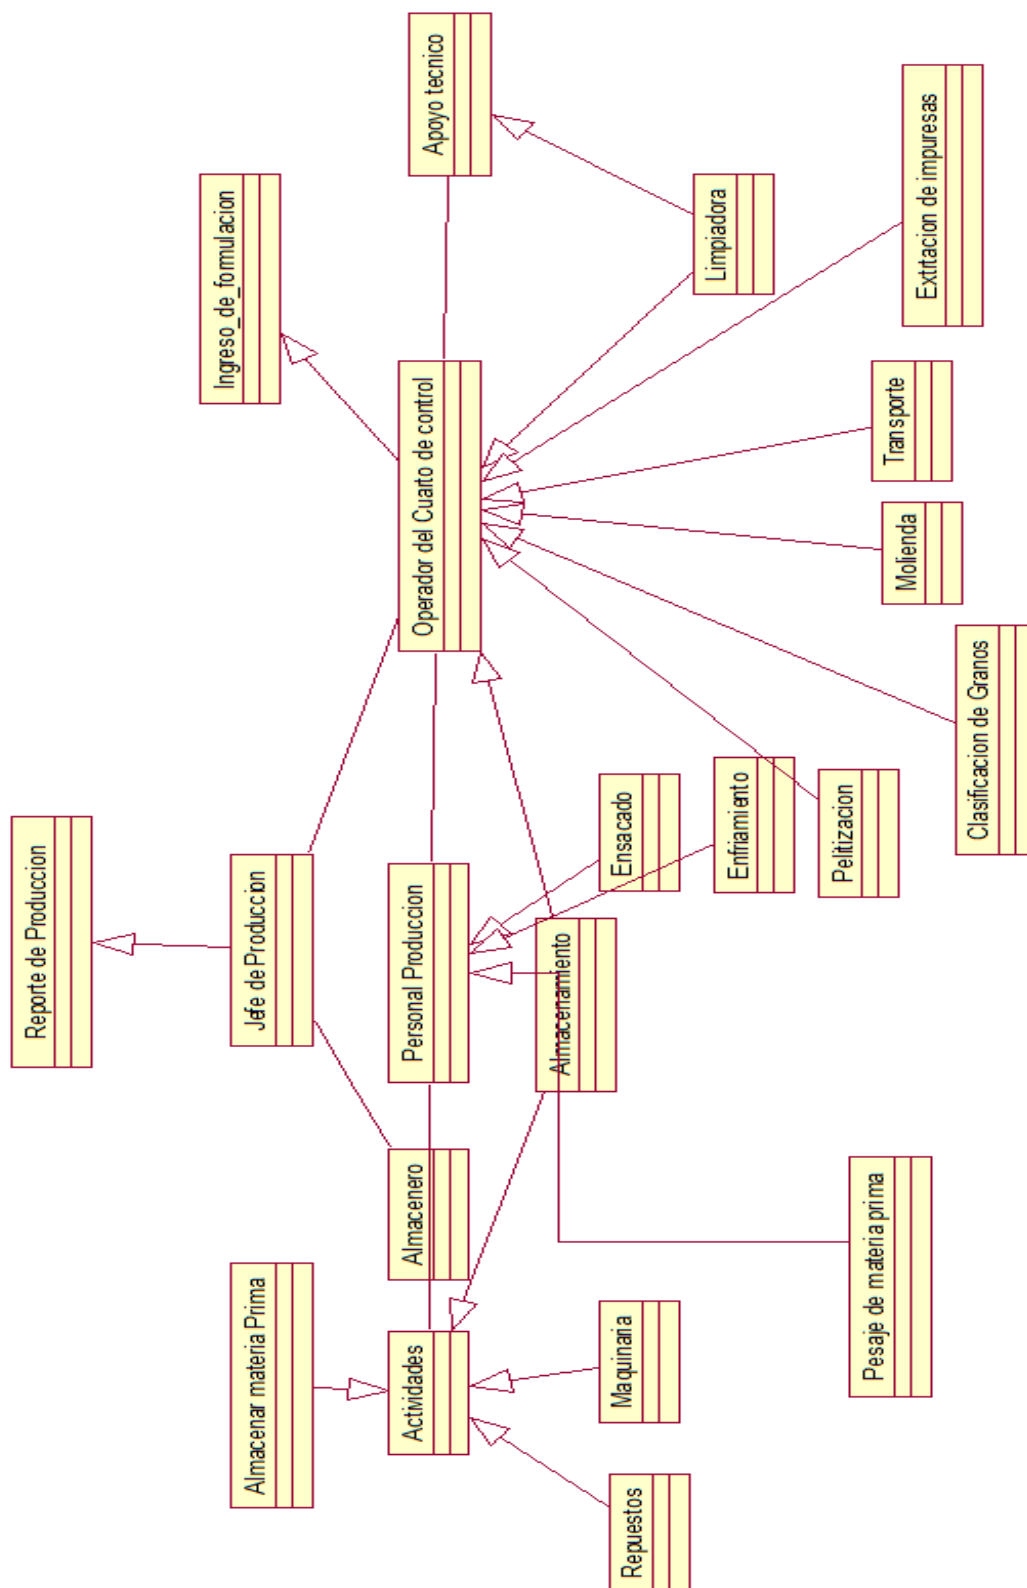 Reporte de Produccion
Almacenar materia Prima
Jefe de Produccion
Ingreso_de_formulacion
Actividades
Almacenero
Personal Produccion
Operador del Cuarto de control
Apoyo tecnico
Almacenamiento
Repuestos
Maquinaria
Ensacado
Enfriamiento
Limpiadora
Pesaje de materia prima
Peltizacion
Molienda
Transporte
Extrtacion de impuresas
Clasificacion de Granos